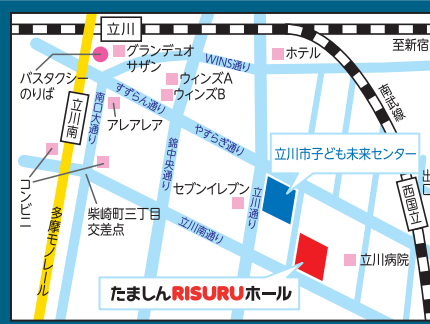 立川
グランデュオ
サザン
WINS通り
ホテル
至新宿
バスタクシー
のりば
ウィンズA
ウィンズB
すずらん通り
南武線
立川南
南口大通り
アレアレア
やすらぎ通り
錦中央通り
立川市子ども未来センター
コンビニ
セブンイレブン
立川通り
西国立
出口
多摩モノレール
柴崎町三丁目
交差点
立川南通り
立川病院
たましんRISURUホール